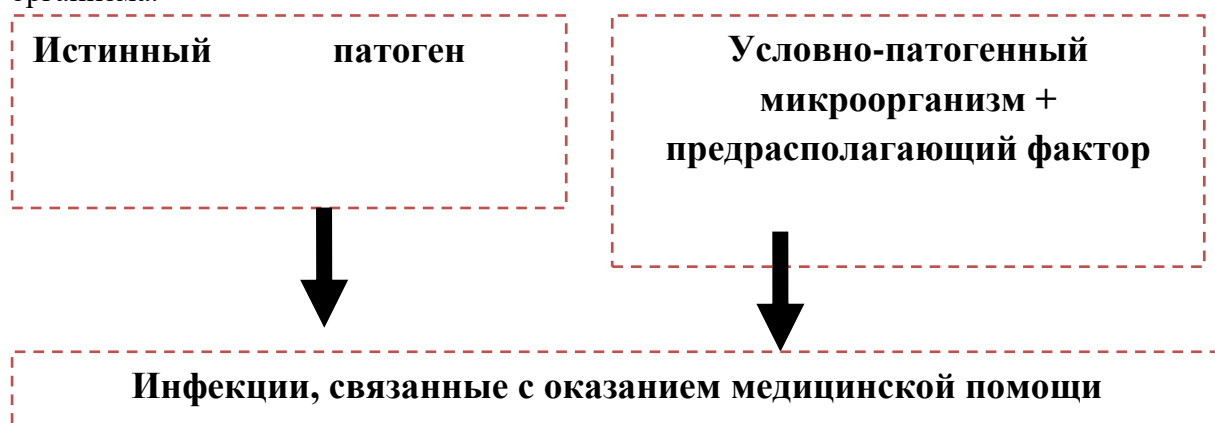 Истинный патоген
Условно-патогенный
микроорганизм +
предрасполагающий фактор
Инфекции, связанные с оказанием медицинской помощи